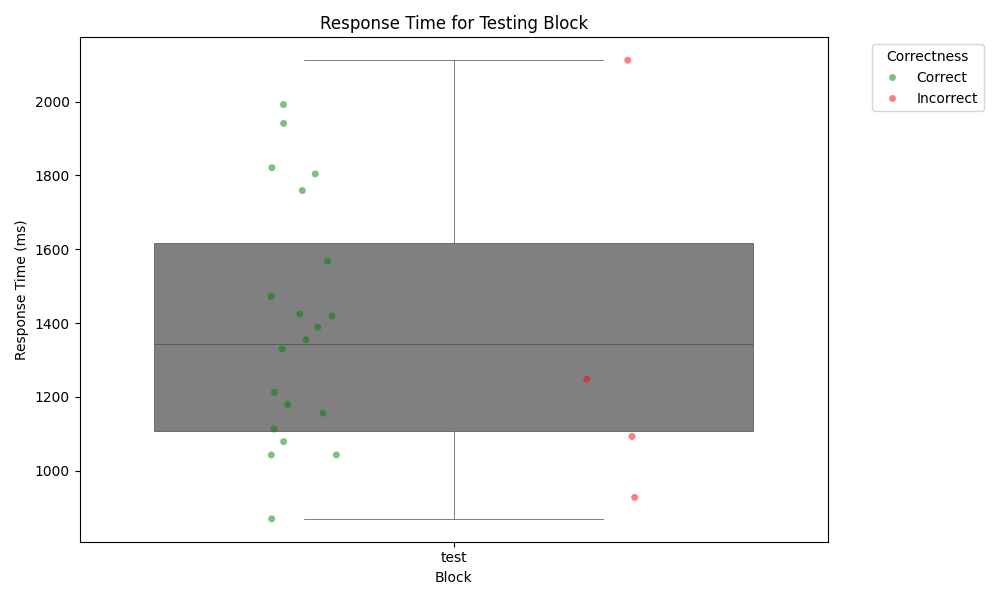 Response Time for Testing Block
Correctness
Correct
Incorrect
Response Time (ms)
2000
1800
1600
1400
1200
1000
test
Block